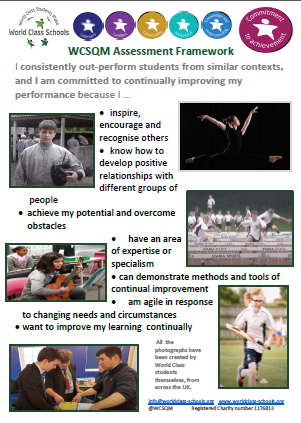 World Class Student Make
World Class Schools
Commitment to achievement
WCSQM Assessment Framework
I consistently out-perform students from similar contexts,
and I am committed to continually improving my
performance because I ...
• inspire,
encourage and
recognise others
• know how to
develop positive
relationships with
different groups of
people
• achieve my potential and overcome
obstacles
• have an area
of expertise or
specialism
• can demonstrate methods and tools of
continual improvement
• am agile in response
to changing needs and circumstances
• want to improve my learning continually
All the
photographs have
been created by
World Class
students
themselves, from
across the UK.
info@worldclass-schools.org www.worldclass-schools.org
@WCSQM Registered Charity number 1176813